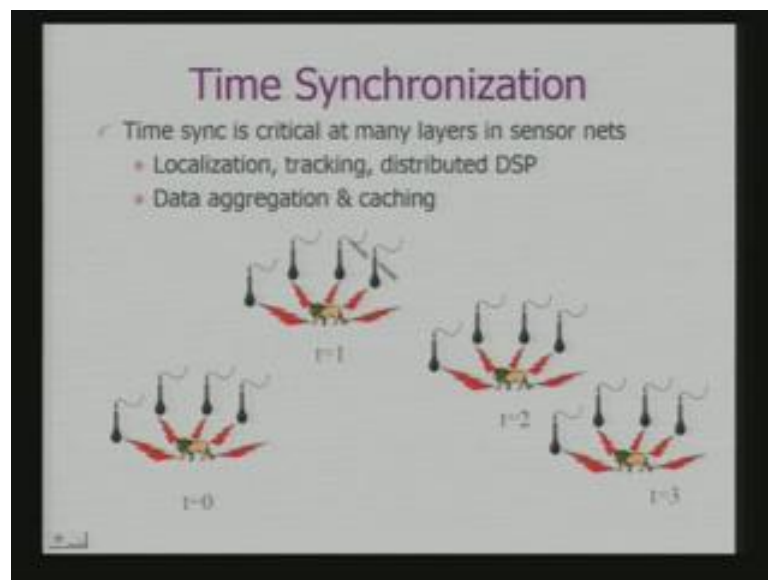 Time Synchronization
Time sync is critical at many layers in sensor nets
Localization, tracking, distributed DSP
Data aggregation & caching
t=1
t=2
t=0
t=3